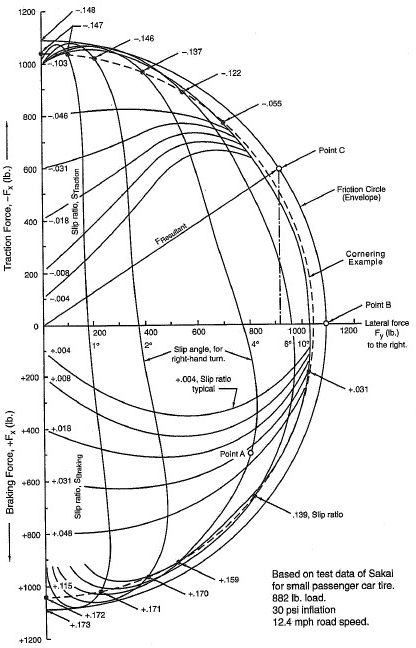 1200
1000
800
600
400
200
0
+200
+400
+600
+800
+1000
+1200
Traction Force, -Fx (lb.)
Braking Force, +Fx (lb.)
-.148
-.147
-.146
-.137
-.122
-.055
-.103
-.046
-.031
-.018
-.008
-.004
Slip ratio, STraction
Point C
Friction Circle
(Envelope)
FResultant
Cornering
Example
Point B
200
400
600
800
1000
1200
Lateral force
Fy (lb.)
to the right.
1°
2°
4°
6°
10°
Slip angle, for
right-hand turn.
+.004, Slip ratio
typical
+.004
+.008
+.018
+.031
+.048
Slip ratio, SBraking
+.031
Point A
.139, Slip ratio
+.159
+.170
+.171
+.115
+.172
+.173
Based on test data of Sakai
for small passenger car tire.
882 lb. load.
30 psi inflation
12.4 mph road speed.